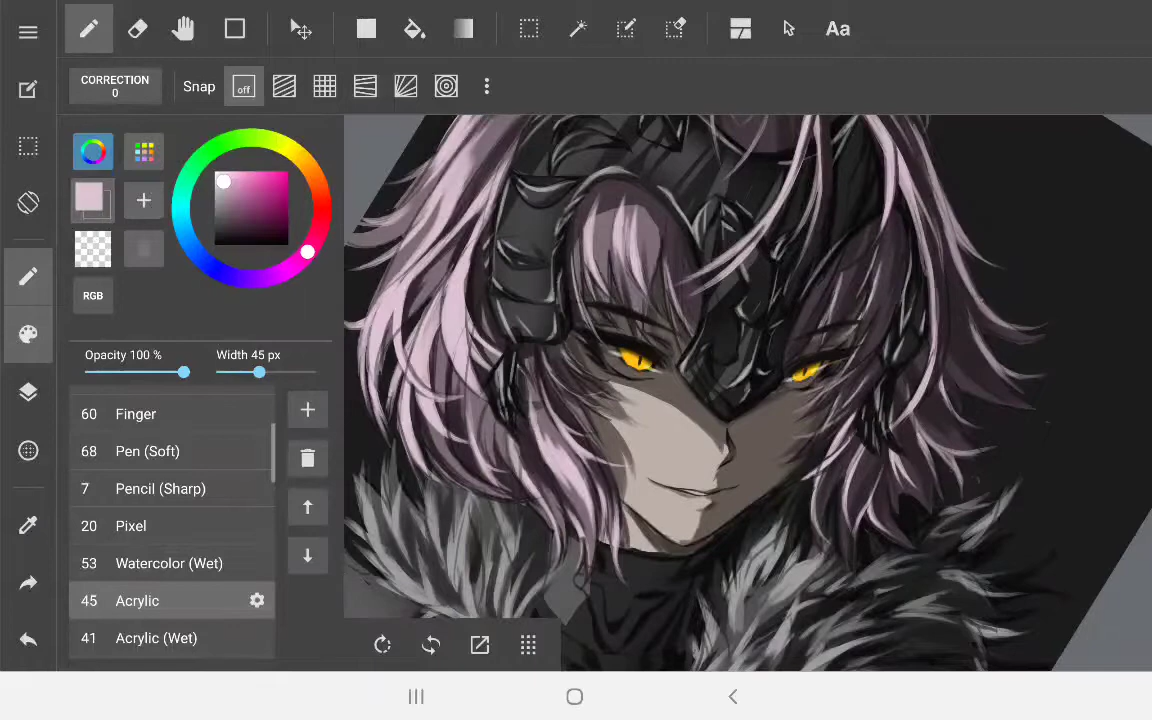 Aa
CORRECTION
0
Snap
off
RGB
Opacity 100 %
Width 45 px
60 Finger
68 Pen (Soft)
7 Pencil (Sharp)
20 Pixel
53 Watercolor (Wet)
45 Acrylic
41 Acrylic (Wet)